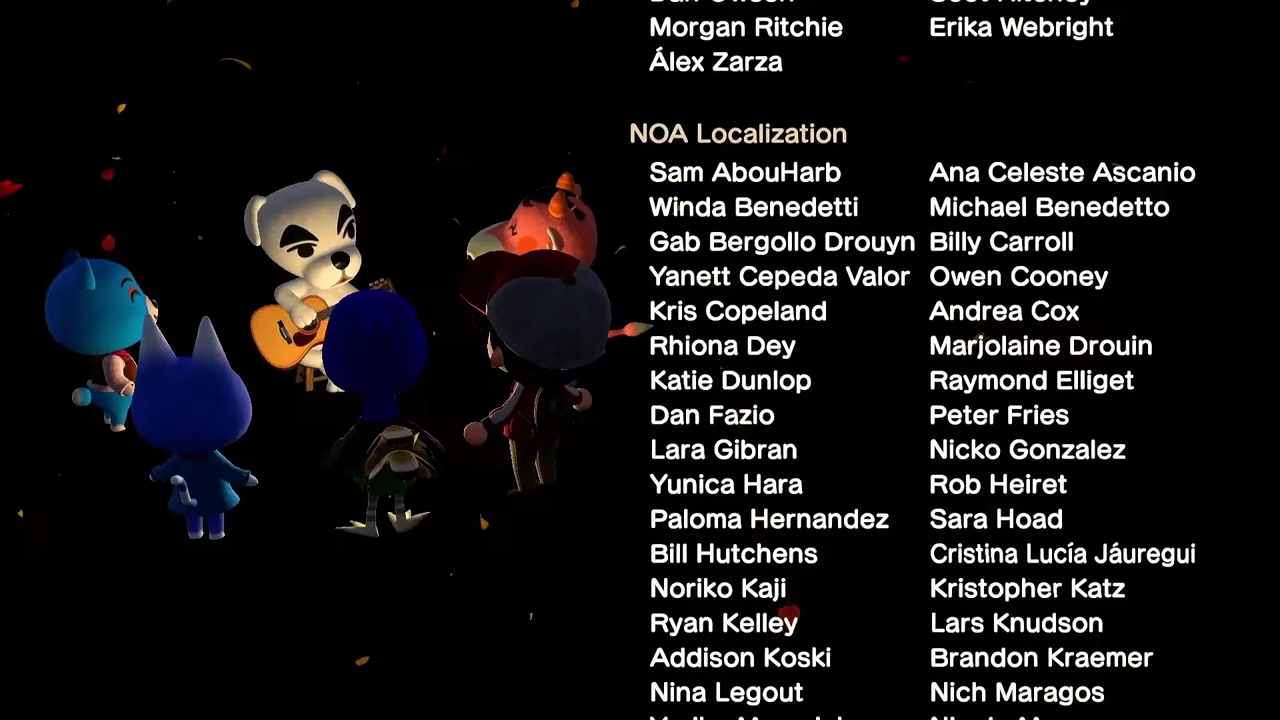 Morgan Ritchie Erika Webright
Álex Zarza
NOA Localization
Sam AbouHarb Ana Celeste Ascanio
Winda Benedetti Michael Benedetto
Gab Bergollo Drouyn Billy Carroll
Yanett Cepeda Valor Owen Cooney
Kris Copeland Andrea Cox
Rhiona Dey Marjolaine Drouin
Katie Dunlop Raymond Elliget
Dan Fazio Peter Fries
Lara Gibran Nicko Gonzalez
Yunica Hara Rob Heiret
Paloma Hernandez Sara Hoad
Bill Hutchens Cristina Lucía Jáuregui
Noriko Kaji Kristopher Katz
Ryan Kelley Lars Knudson
Addison Koski Brandon Kraemer
Nina Legout Nich Maragos